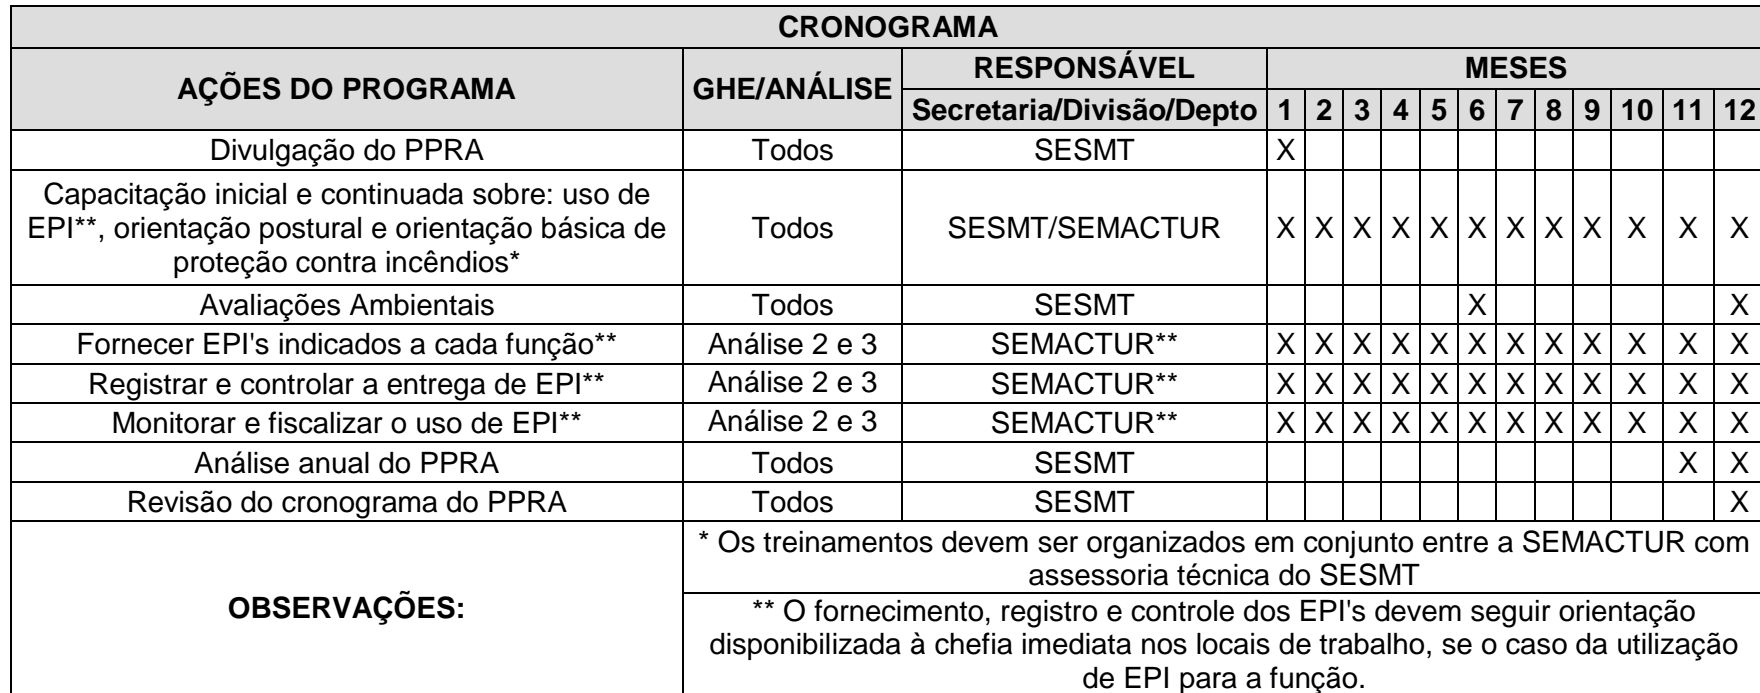 CRONOGRAMA
AÇÕES DO PROGRAMA GHE/ANÁLISE RESPONSÁVEL MESES
Secretaria/Divisão/Depto 1 2 3 4 5 6 7 8 9 10 11 12
Divulgação do PPRA Todos SESMT X
Capacitação inicial e continuada sobre: uso de
EPI**, orientação postural e orientação básica de Todos SESMT/SEMACTUR X X X X X X X X X X X X
proteção contra incêndios*
Avaliações Ambientais Todos SESMT X X
Fornecer EPI's indicados a cada função** Análise 2 e 3 SEMACTUR** X X X X X X X X X X X X
Registrar e controlar a entrega de EPI** Análise 2 e 3 SEMACTUR** X X X X X X X X X X X X
Monitorar e fiscalizar o uso de EPI** Análise 2 e 3 SEMACTUR** X X X X X X X X X X X X
Análise anual do PPRA Todos SESMT X X
Revisão do cronograma do PPRA Todos SESMT X
OBSERVAÇÕES:
* Os treinamentos devem ser organizados em conjunto entre a SEMACTUR com
assessoria técnica do SESMT
** O fornecimento, registro e controle dos EPI's devem seguir orientação
disponibilizada à chefia imediata nos locais de trabalho, se o caso da utilização
de EPI para a função.